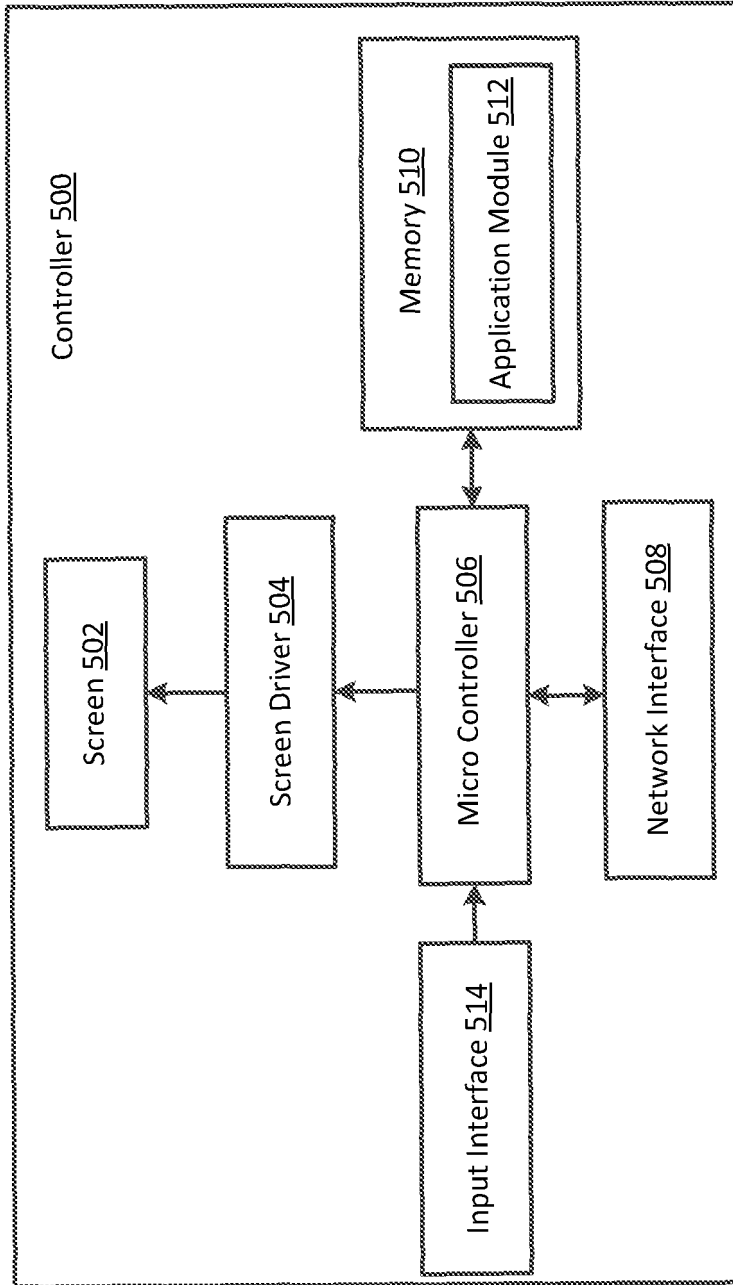 Controller 500
Screen 502
Screen Driver 504
Micro Controller 506
Memory 510
Application Module 512
Input Interface 514
Network Interface 508